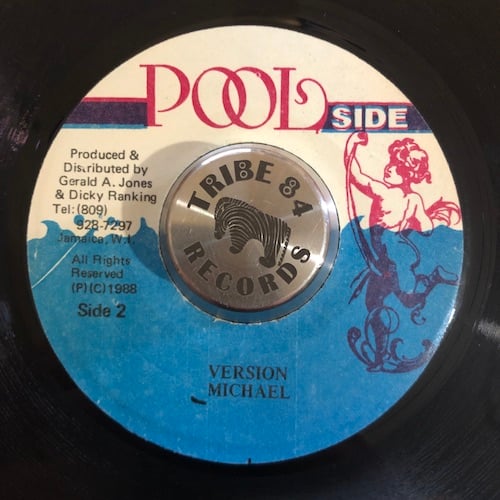 POOL SIDE
Produced &
Distributed by
Gerald A. Jones
& Dicky Ranking
Tel: (809)
928-7297
Jamaica, W.I.
All Rights
Reserved
(P)(C)1988
Side 2
TRIBE 84
RECORDS
VERSION
MICHAEL